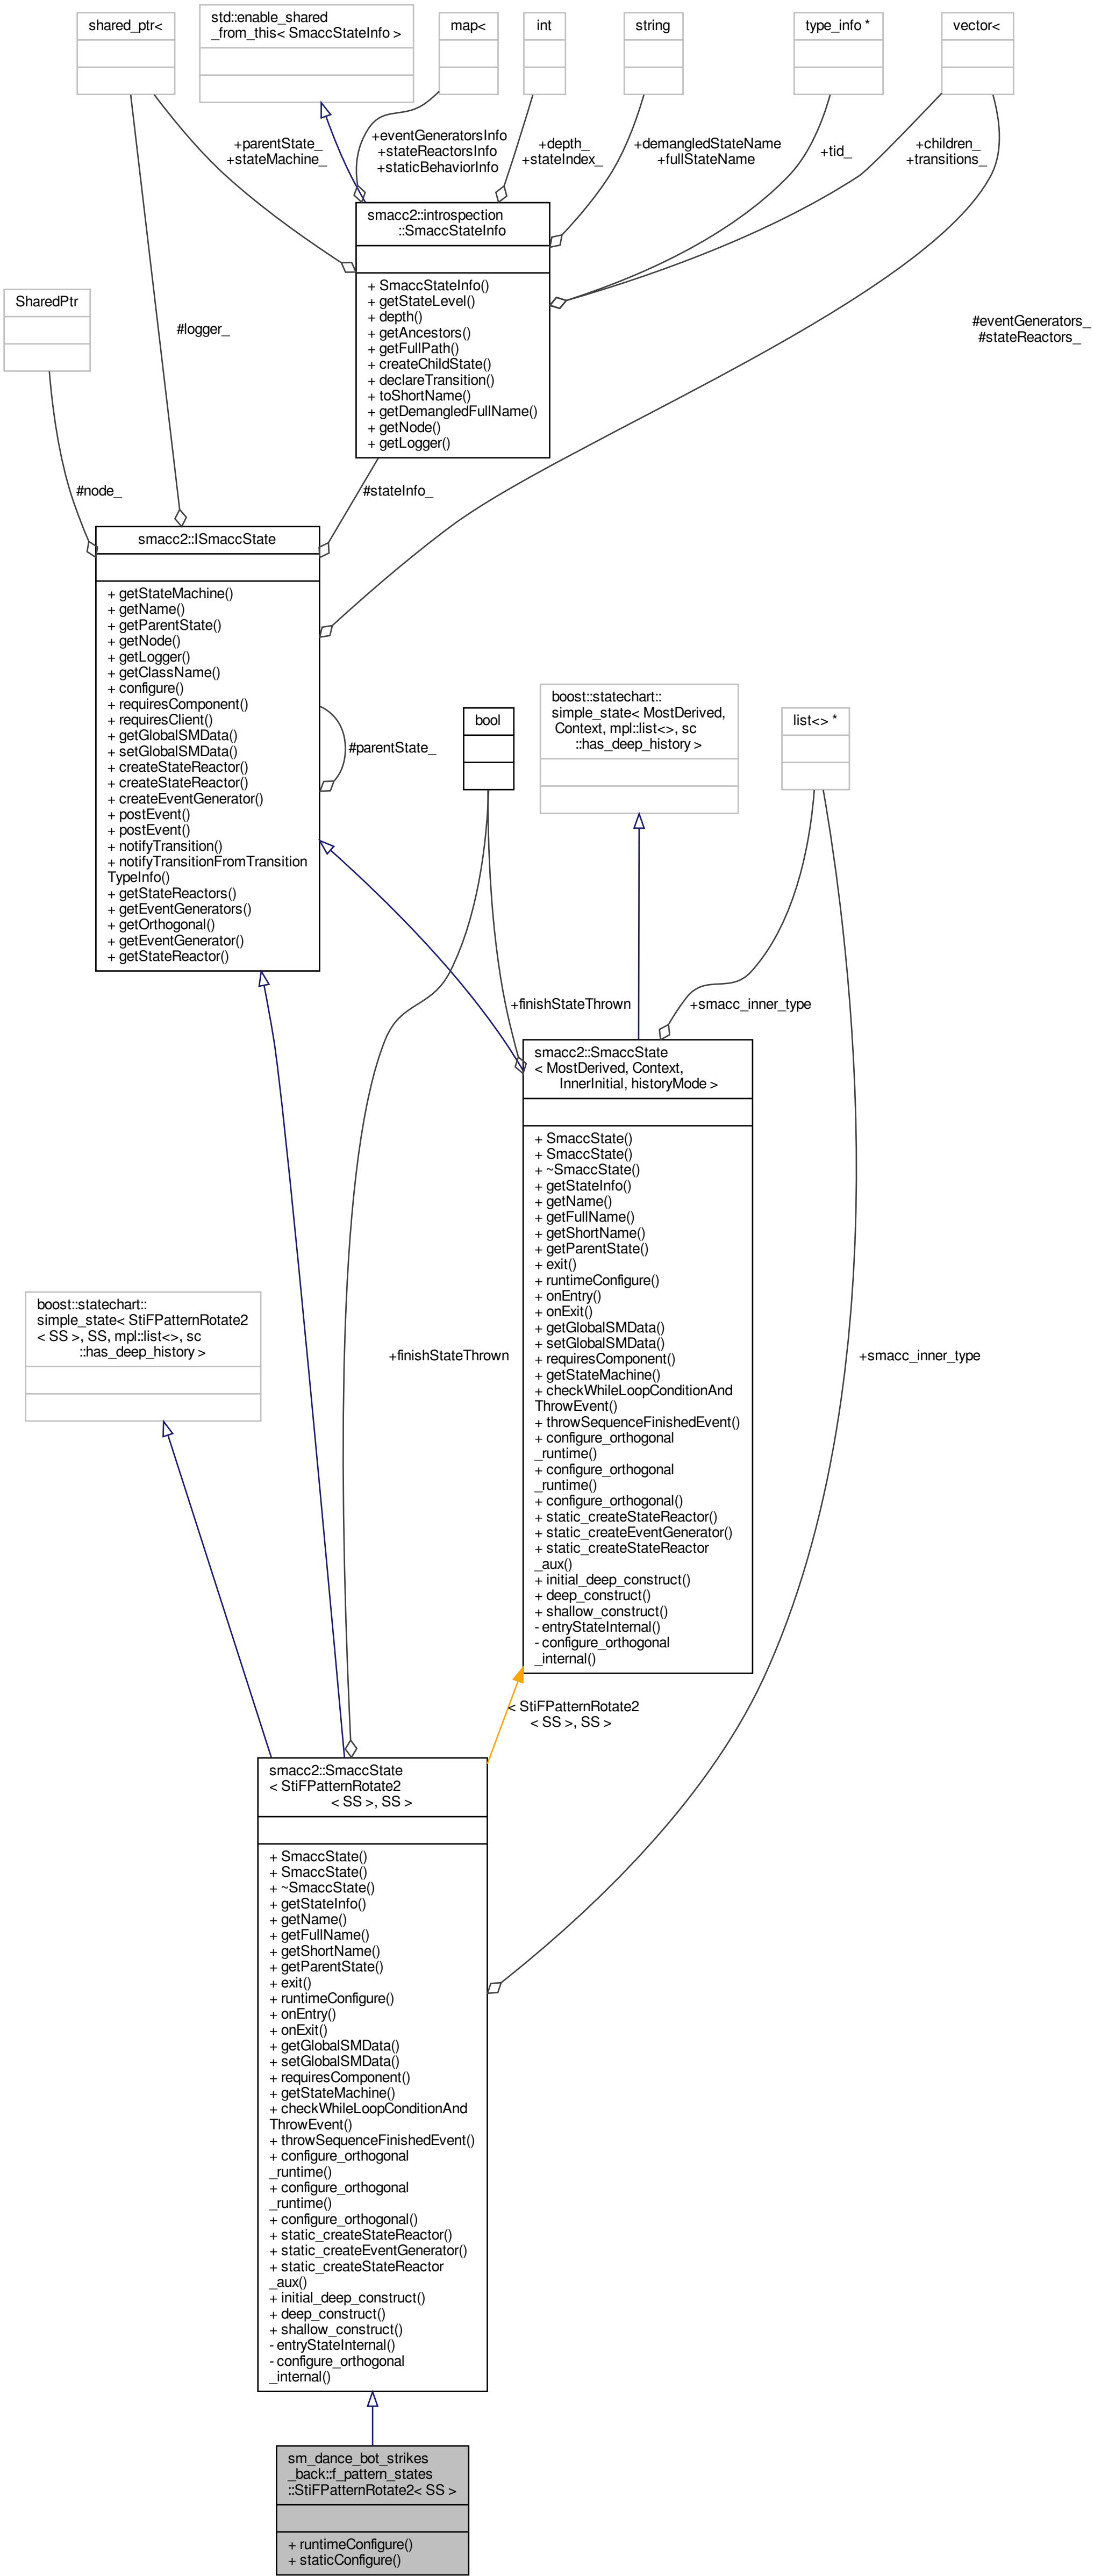 shared_ptr<
std::enable_shared
_from_this< SmaccStateInfo >
map<
int
string
type_info *
vector<
+parentState_
+stateMachine_
+eventGeneratorsInfo
+stateReactorsInfo
+staticBehaviorInfo
+depth_
+stateIndex_
+demangledStateName
+fullStateName
+tid_
+children_
+transitions_
smacc2::introspection
::SmaccStateInfo
+ SmaccStateInfo()
+ getStateLevel()
+ depth()
+ getAncestors()
+ getFullPath()
+ createChildState()
+ declareTransition()
+ toShortName()
+ getDemangledFullName()
+ getNode()
+ getLogger()
SharedPtr
#logger_
#eventGenerators_
#stateReactors_
#node_
#stateInfo_
smacc2::ISmaccState
+ getStateMachine()
+ getName()
+ getParentState()
+ getNode()
+ getLogger()
+ getClassName()
+ configure()
+ requiresComponent()
+ requiresClient()
+ getGlobalSMData()
+ setGlobalSMData()
+ createStateReactor()
+ createStateReactor()
+ createEventGenerator()
+ postEvent()
+ postEvent()
+ notifyTransition()
+ notifyTransitionFromTransition
TypeInfo()
+ getStateReactors()
+ getEventGenerators()
+ getOrthogonal()
+ getEventGenerator()
+ getStateReactor()
#parentState_
bool
boost::statechart::
simple_state< MostDerived,
Context, mpl::list<>, sc
::has_deep_history >
list<> *
+finishStateThrown
+smacc_inner_type
smacc2::SmaccState
< MostDerived, Context,
InnerInitial, historyMode >
+ SmaccState()
+ SmaccState()
+ ~SmaccState()
+ getStateInfo()
+ getName()
+ getFullName()
+ getShortName()
+ getParentState()
+ exit()
+ runtimeConfigure()
+ onEntry()
+ onExit()
+ getGlobalSMData()
+ setGlobalSMData()
+ requiresComponent()
+ getStateMachine()
+ checkWhileLoopConditionAnd
ThrowEvent()
+ throwSequenceFinishedEvent()
+ configure_orthogonal
_runtime()
+ configure_orthogonal
_runtime()
+ configure_orthogonal()
+ static_createStateReactor()
+ static_createEventGenerator()
+ static_createStateReactor
_aux()
+ initial_deep_construct()
+ deep_construct()
+ shallow_construct()
- entryStateInternal()
- configure_orthogonal
_internal()
boost::statechart::
simple_state< StiFPatternRotate2
< SS >, SS, mpl::list<>, sc
::has_deep_history >
+finishStateThrown
+smacc_inner_type
< StiFPatternRotate2
< SS >, SS >
smacc2::SmaccState
< StiFPatternRotate2
< SS >, SS >
+ SmaccState()
+ SmaccState()
+ ~SmaccState()
+ getStateInfo()
+ getName()
+ getFullName()
+ getShortName()
+ getParentState()
+ exit()
+ runtimeConfigure()
+ onEntry()
+ onExit()
+ getGlobalSMData()
+ setGlobalSMData()
+ requiresComponent()
+ getStateMachine()
+ checkWhileLoopConditionAnd
ThrowEvent()
+ throwSequenceFinishedEvent()
+ configure_orthogonal
_runtime()
+ configure_orthogonal
_runtime()
+ configure_orthogonal()
+ static_createStateReactor()
+ static_createEventGenerator()
+ static_createStateReactor
_aux()
+ initial_deep_construct()
+ deep_construct()
+ shallow_construct()
- entryStateInternal()
- configure_orthogonal
_internal()
sm_dance_bot_strikes
_back::f_pattern_states
::StiFPatternRotate2< SS >
+ runtimeConfigure()
+ staticConfigure()